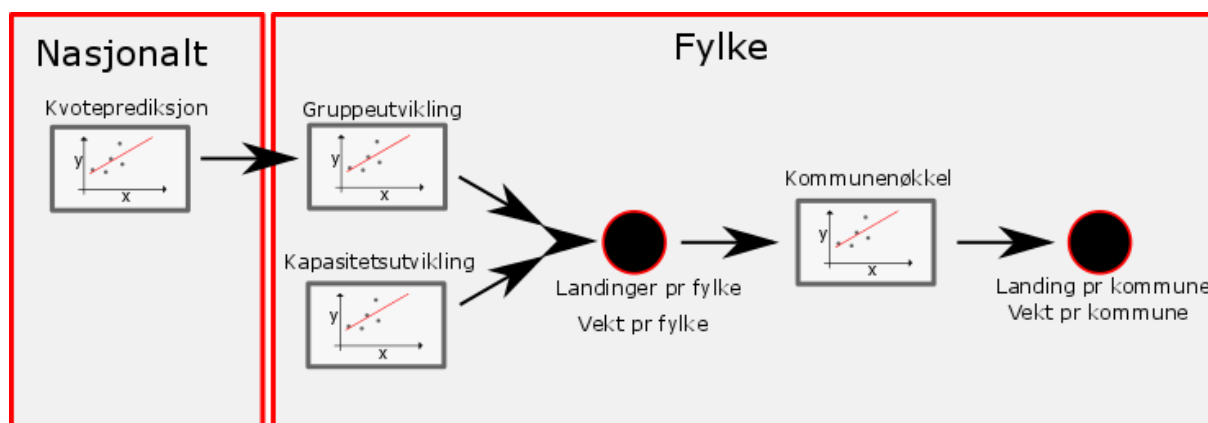 Nasjonalt
Kvoteprediksjon
y
x
Fylke
Gruppeutvikling
y
x
Kapasitetsutvikling
y
x
Landinger pr fylke
Vekt pr fylke
Kommunenøkkel
y
x
Landing pr kommune
Vekt pr kommune